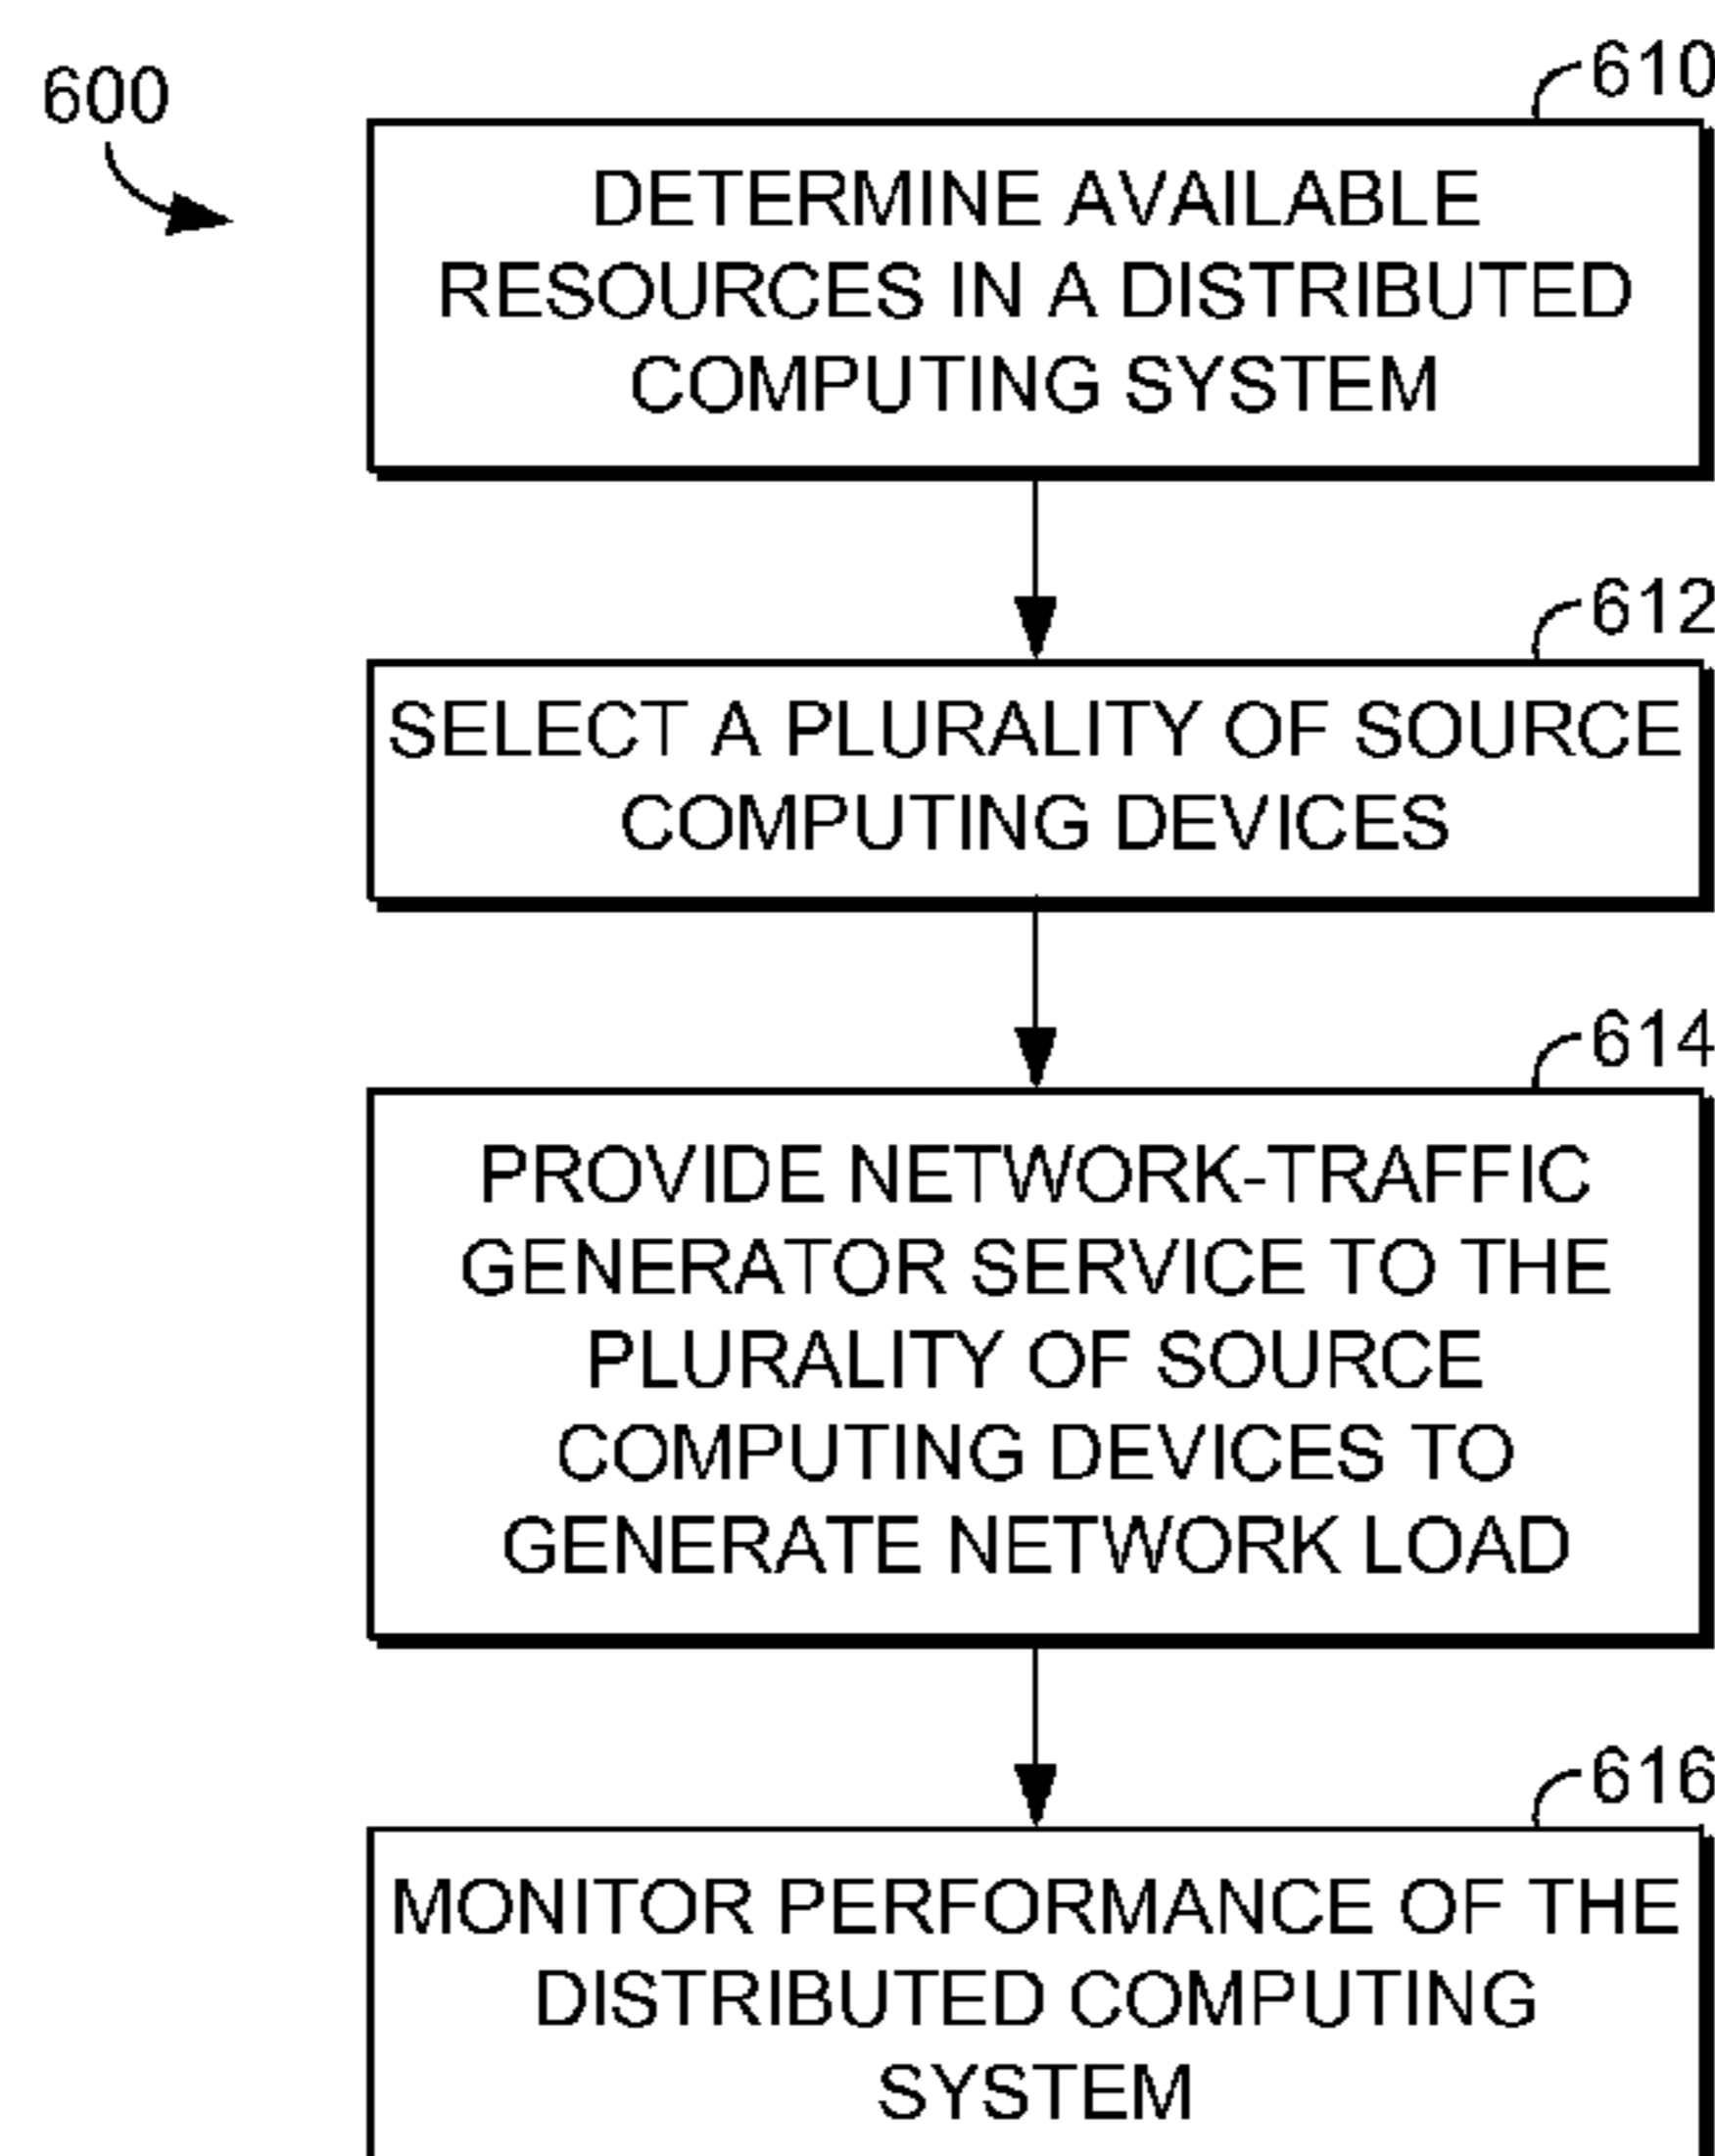 600
610
DETERMINE AVAILABLE
RESOURCES IN A DISTRIBUTED
COMPUTING SYSTEM
612
SELECT A PLURALITY OF SOURCE
COMPUTING DEVICES
614
PROVIDE NETWORK-TRAFFIC
GENERATOR SERVICE TO THE
PLURALITY OF SOURCE
COMPUTING DEVICES TO
GENERATE NETWORK LOAD
616
MONITOR PERFORMANCE OF THE
DISTRIBUTED COMPUTING
SYSTEM